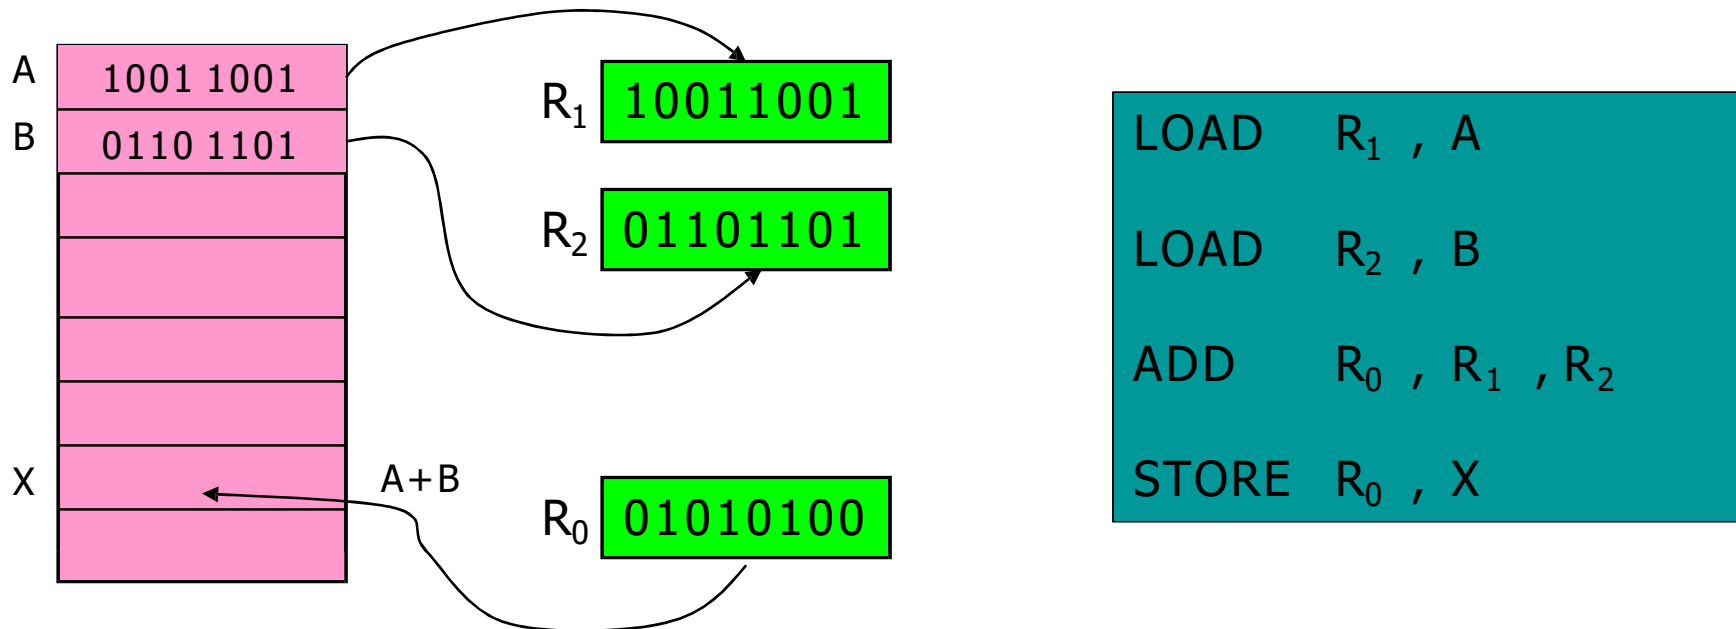 A 1001 1001
B 0110 1101
X
A+B
R₁ 10011001
R₂ 01101101
R₀ 01010100
LOAD R₁ , A
LOAD R₂ , B
ADD R₀ , R₁ , R₂
STORE R₀ , X